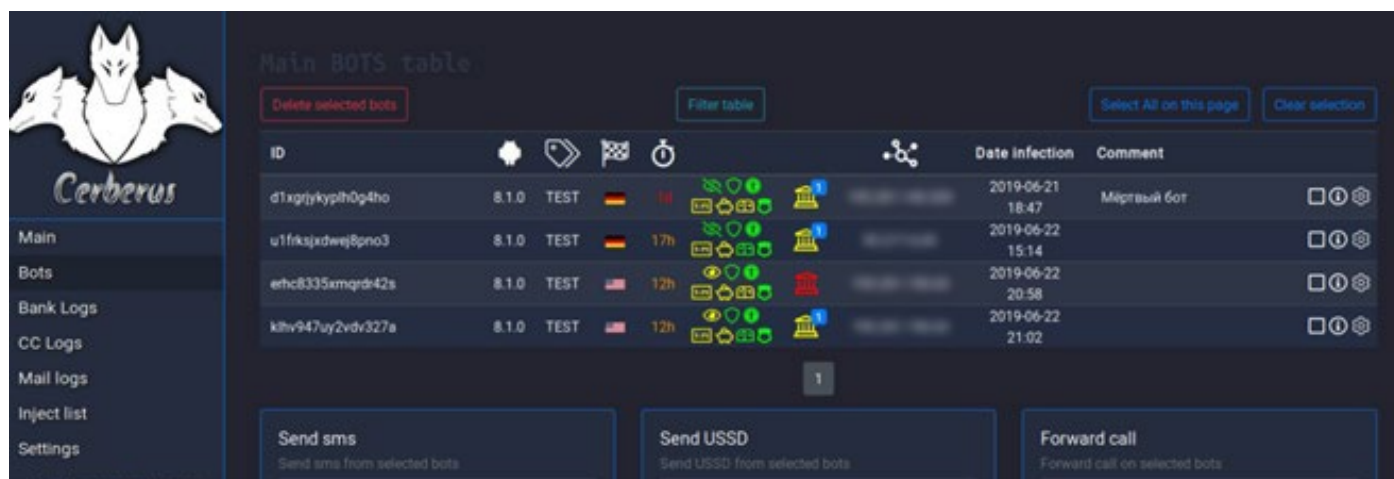 Main BOTS table
Delete selected bots
Filter table
Select All on this page
Clear selection
ID
Date Infection
Comment
d1xgrjykyplh0g4ho 8.1.0 TEST 1d 1 2019-06-21 18:47 Мёртвый бот
u1frksjxdwej8pno3 8.1.0 TEST 17h 1 2019-06-22 15:14
erhc8335xmqrdr42s 8.1.0 TEST 12h 2019-06-22 20:58
klhv947uy2vdv327a 8.1.0 TEST 12h 1 2019-06-22 21:02
1
Cerberus
Main
Bots
Bank Logs
CC Logs
Mail logs
Inject list
Settings
Send sms
Send sms from selected bots
Send USSD
Send USSD from selected bots
Forward call
Forward call on selected bots